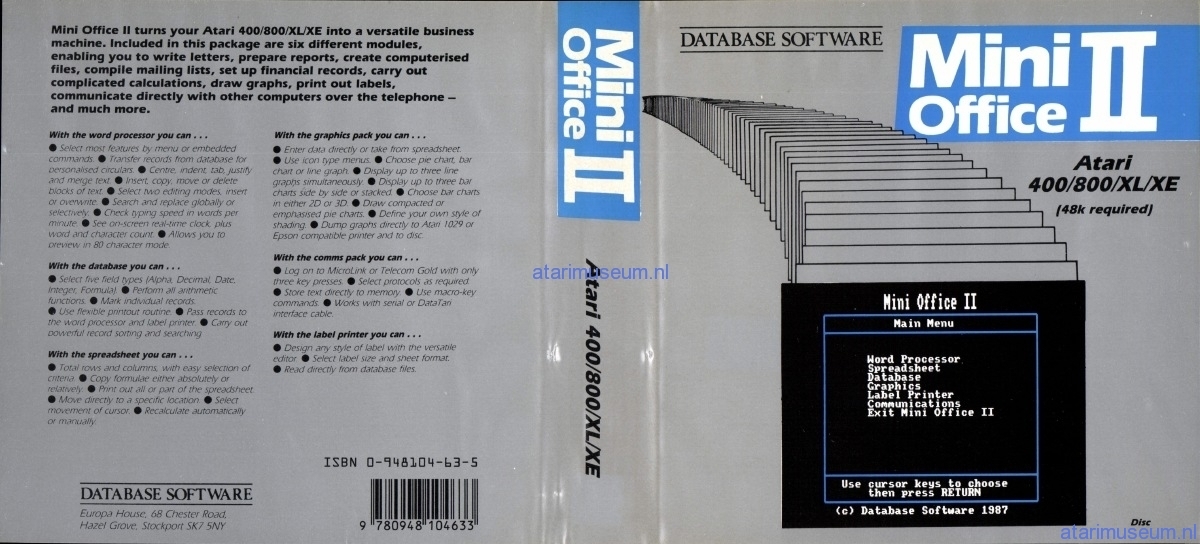 Mini Office II turns your Atari 400/800/XL/XE into a versatile business
machine. Included in this package are six different modules,
enabling you to write letters, prepare reports, create computerised
files, compile mailing lists, set up financial records, carry out
complicated calculations, draw graphs, print out labels,
communicate directly with other computers over the telephone –
and much more.
With the word processor you can . . .
● Select most features by menu or embedded
commands. ● Transfer records from database for
personalised circulars. ● Centre, indent, tab, justify
and merge text. ● Insert, copy, move or delete
blocks of text. ● Select two editing modes, insert
or overwrite. ● Search and replace globally or
selectively. ● Check typing speed in words per
minute. ● See on-screen real-time clock, plus
word and character count. ● Allows you to
preview in 80 character mode.
With the database you can . . .
● Select five field types (Alpha, Decimal, Date,
Integer, Formula). ● Perform all arithmetic
functions. ● Mark individual records.
● Use flexible printout routine. ● Pass records to
the word processor and label printer. ● Carry out
powerful record sorting and searching.
With the spreadsheet you can . . .
● Total rows and columns, with easy selection of
criteria. ● Copy formulae either absolutely or
relatively. ● Print out all or part of the spreadsheet.
● Move directly to a specific location. ● Select
movement of cursor. ● Recalculate automatically
or manually.
With the graphics pack you can . . .
● Enter data directly or take from spreadsheet.
● Use icon type menus. ● Choose pie chart, bar
chart or line graph. ● Display up to three line
graphs simultaneously. ● Display up to three bar
charts side by side or stacked. ● Choose bar charts
in either 2D or 3D. ● Draw compacted or
emphasised pie charts. ● Define your own style of
shading. ● Dump graphs directly to Atari 1029 or
Epson compatible printer and to disc.
With the comms pack you can . . .
● Log on to MicroLink or Telecom Gold with only
three key presses. ● Select protocols as required.
● Store text directly to memory. ● Use macro-key
commands. ● Works with serial or DataTari
interface cable.
With the label printer you can . . .
● Design any style of label with the versatile
editor. ● Select label size and sheet format.
● Read directly from database files.
ISBN 0-948104-63-5
9 780948 104633
DATABASE SOFTWARE
Europa House, 68 Chester Road,
Hazel Grove, Stockport SK7 5NY
Mini
Office
II
Atari 400/800/XL/XE
atarimuseum.nl
DATABASE SOFTWARE
Mini
Office
II
Atari
400/800/XL/XE
(48k required)
Mini Office II
Main Menu
Word Processor
Spreadsheet
Database
Graphics
Label Printer
Communications
Exit Mini Office II
Use cursor keys to choose
then press RETURN
(c) Database Software 1987
Disc
atarimuseum.nl